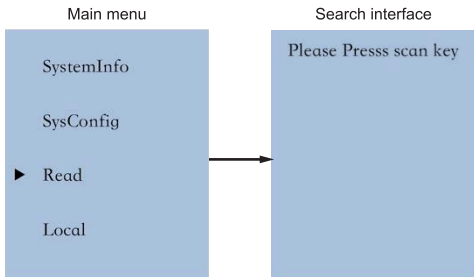 Main menu
SystemInfo
SysConfig
Read
Local
Search interface
Please Presss scan key